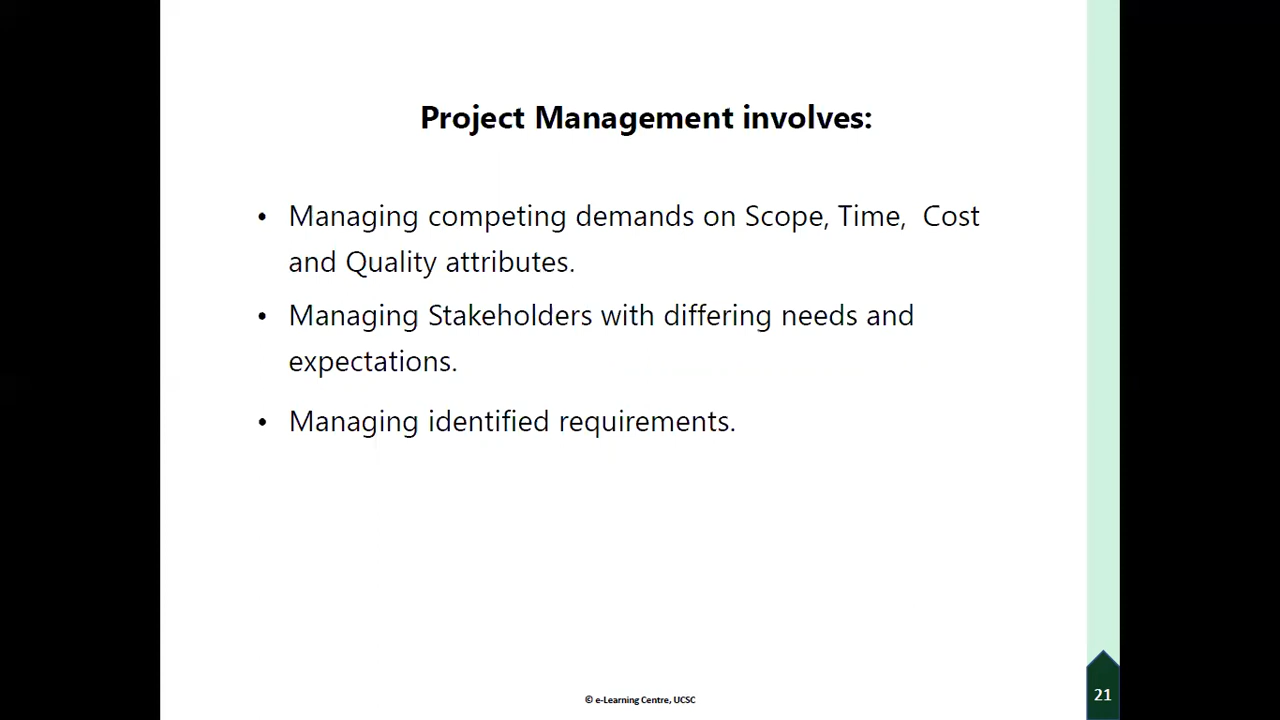 Project Management involves:
• Managing competing demands on Scope, Time, Cost
and Quality attributes.
• Managing Stakeholders with differing needs and
expectations.
• Managing identified requirements.
© e-Learning Centre, UCSC
21